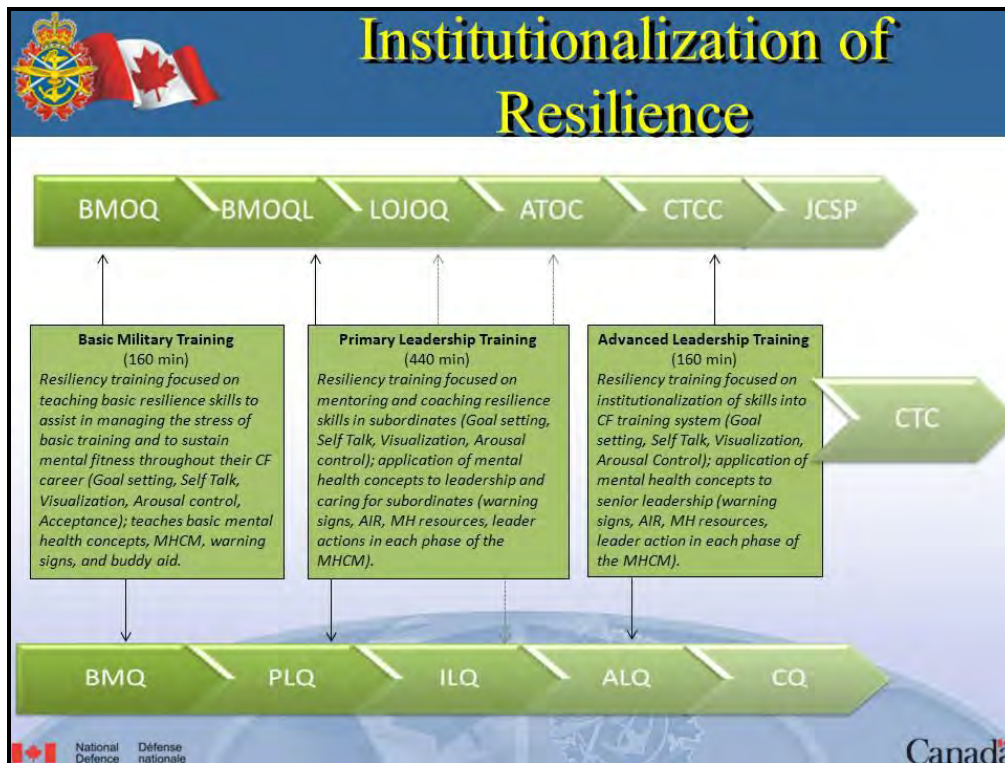 Institutionalization of
Resilience
BMOQ
BMOQL
LOJOQ
ATOC
CTCC
JCSP
Basic Military Training
(160 min)
Resiliency training focused on
teaching basic resilience skills to
assist in managing the stress of
basic training and to sustain
mental fitness throughout their CF
career (Goal setting, Self Talk,
Visualization, Arousal control,
Acceptance); teaches basic mental
health concepts, MHCM, warning
signs, and buddy aid.
Primary Leadership Training
(440 min)
Resiliency training focused on
mentoring and coaching resilience
skills in subordinates (Goal setting,
Self Talk, Visualization, Arousal
control); application of mental
health concepts to leadership and
caring for subordinates (warning
signs, AIR, MH resources, leader
actions in each phase of the
MHCM).
Advanced Leadership Training
(160 min)
Resiliency training focused on
institutionalization of skills into
CF training system (Goal
setting, Self Talk, Visualization,
Arousal Control); application of
mental health concepts to
senior leadership (warning
signs, AIR, MH resources,
leader action in each phase of
the MHCM).
CTC
BMQ
PLQ
ILQ
ALQ
CQ
National Défense
Defence nationale
Canada